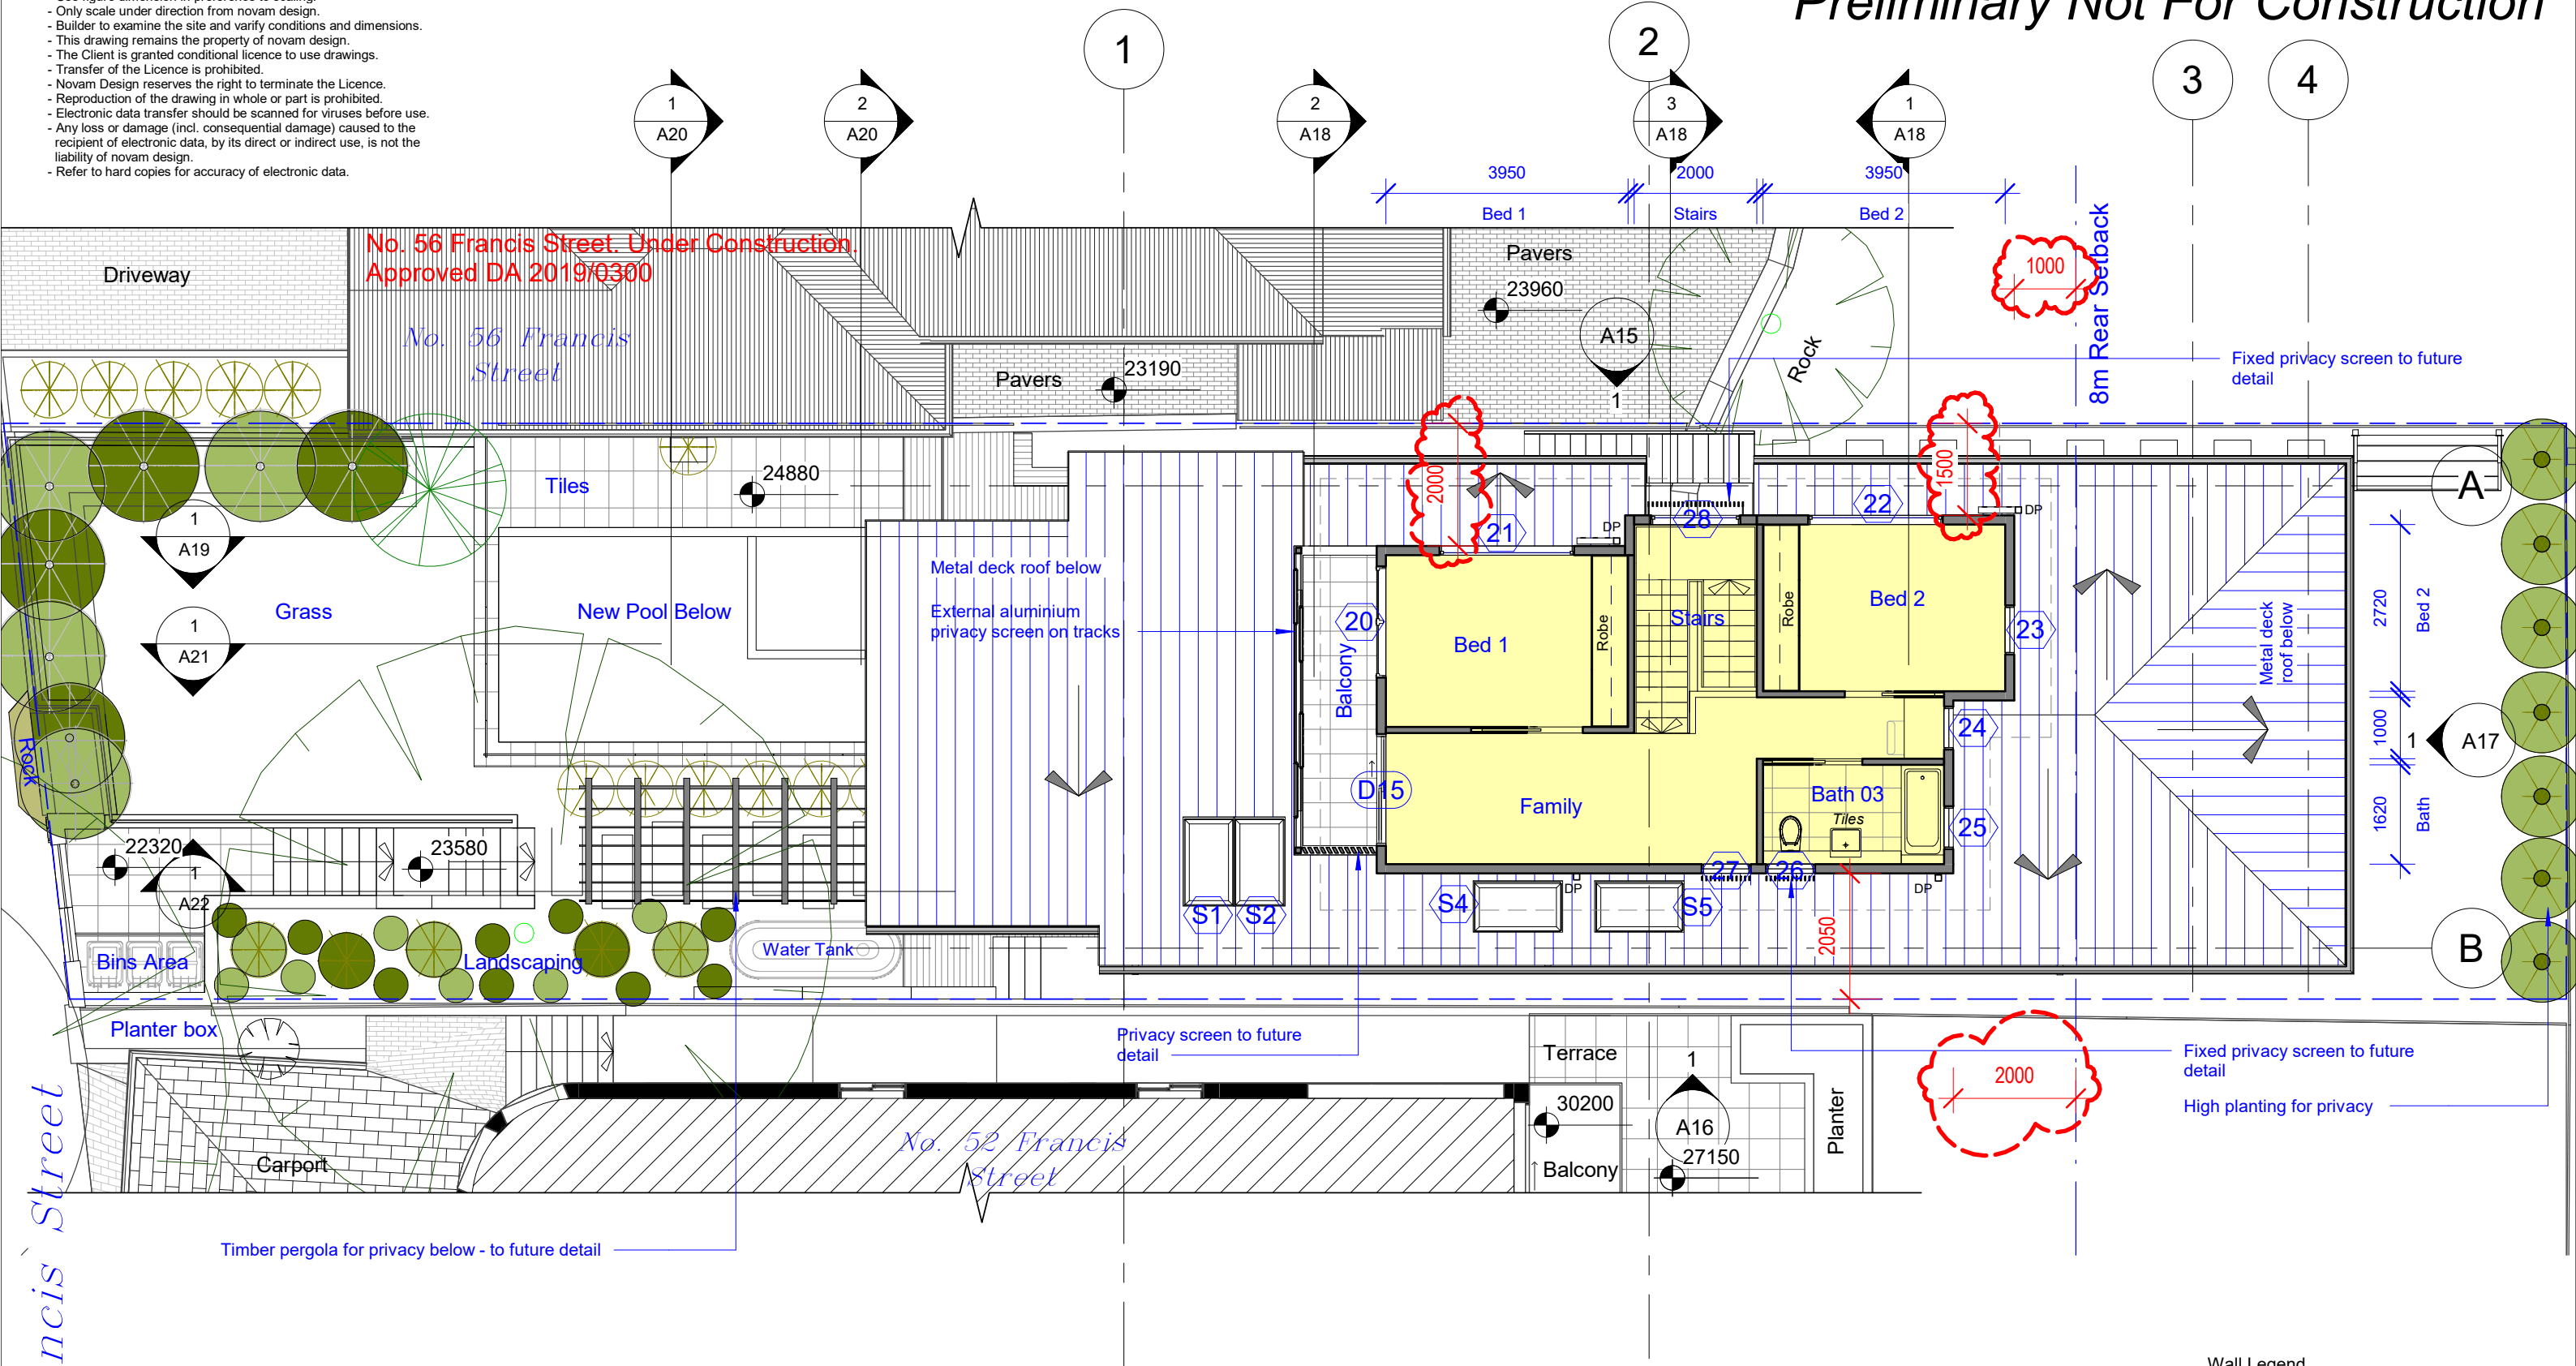 Preliminary Not For Construction
- Only scale under direction from novam design.
- Builder to examine the site and varify conditions and dimensions.
- This drawing remains the property of novam design.
- The Client is granted conditional licence to use drawings.
- Transfer of the Licence is prohibited.
- Novam Design reserves the right to terminate the Licence.
- Reproduction of the drawing in whole or part is prohibited.
- Electronic data transfer should be scanned for viruses before use.
- Any loss or damage (incl. consequential damage) caused to the
recipient of electronic data, by its direct or indirect use, is not the
liability of novam design.
- Refer to hard copies for accuracy of electronic data.
1
2
3
4
1
A20
2
A20
2
A18
3
A18
1
A18
3950
2000
3950
Bed 1
Stairs
Bed 2
8m Rear Setback
No. 56 Francis Street. Under Construction.
Approved DA 2019/0300
Driveway
No. 56 Francis
Street
Pavers
23960
A15
1
Rock
1000
Pavers
23190
Fixed privacy screen to future
detail
Tiles
24880
2000
1500
A
1
A19
21
28
22
DP
DP
Metal deck roof below
External aluminium
privacy screen on tracks
Grass
New Pool Below
1
A21
20
Balcony
Bed 1
Robe
Stairs
Robe
Bed 2
23
Metal deck
roof below
2720
Bed 2
24
1000
1
A17
Rock
D15
Family
Bath 03
Tiles
25
1620
Bath
22320
23580
1
A22
27
26
DP
DP
S1
S2
S4
S5
2050
B
Bins Area
Landscaping
Water Tank
Planter box
Privacy screen to future
detail
Terrace
1
A16
Planter
2000
Fixed privacy screen to future
detail
High planting for privacy
30200
27150
Balcony
No. 52 Francis
Street
Carport
Timber pergola for privacy below - to future detail
ncis Street
Wall Legend